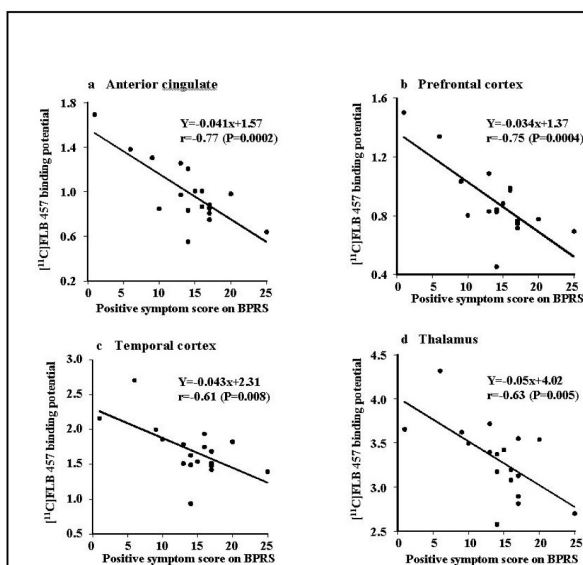 a Anterior cingulate
Y=-0.041x+1.57
r=-0.77 (P=0.0002)
[11C]FLB 457 binding potential
1.8
1.4
1.0
0.6
0.2
0 5 10 15 20 25
Positive symptom score on BPRS
b Prefrontal cortex
Y=-0.034x+1.37
r=-0.75 (P=0.0004)
[11C]FLB 457 binding potential
1.6
1.2
0.8
0.4
0 5 10 15 20 25
Positive symptom score on BPRS
c Temporal cortex
Y=-0.043x+2.31
r=-0.61 (P=0.008)
[11C]FLB 457 binding potential
3.0
2.5
2.0
1.5
1.0
0.5
0 5 10 15 20 25
Positive symptom score on BPRS
d Thalamus
Y=-0.05x+4.02
r=-0.63 (P=0.005)
[11C]FLB 457 binding potential
4.5
4.0
3.5
3.0
2.5
0 5 10 15 20 25
Positive symptom score on BPRS